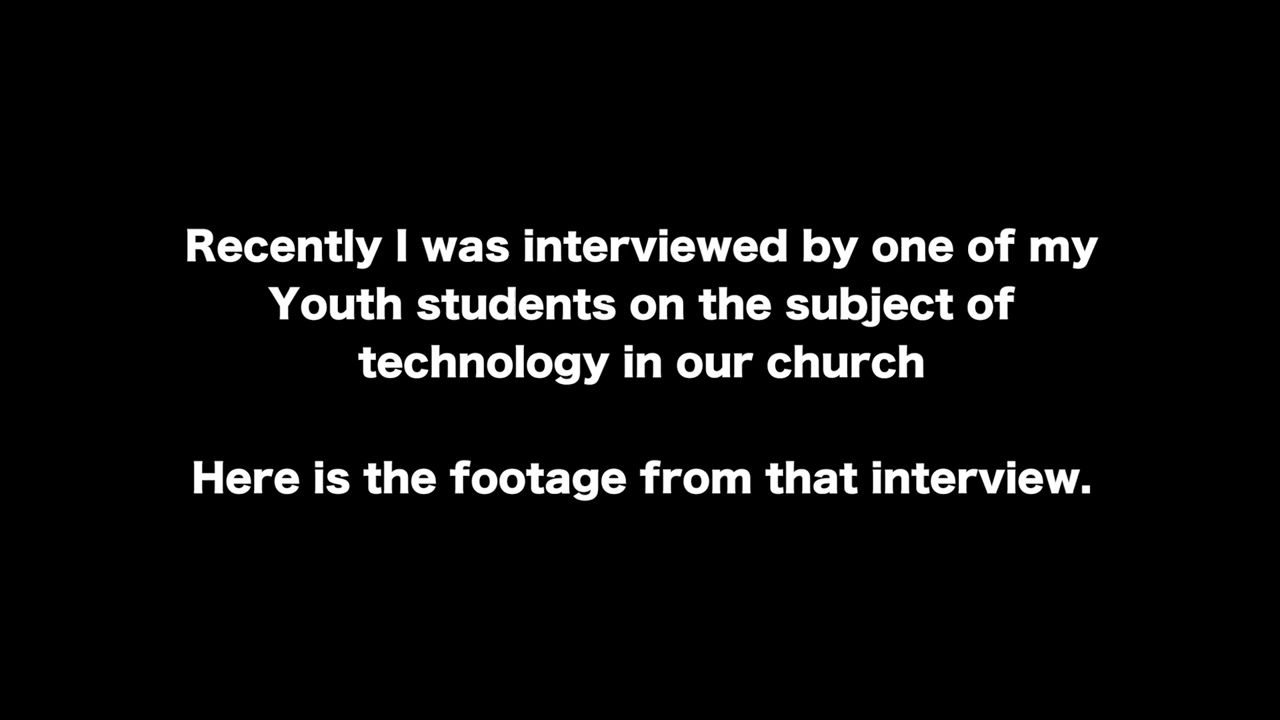 Recently I was interviewed by one of my
Youth students on the subject of
technology in our church
Here is the footage from that interview.